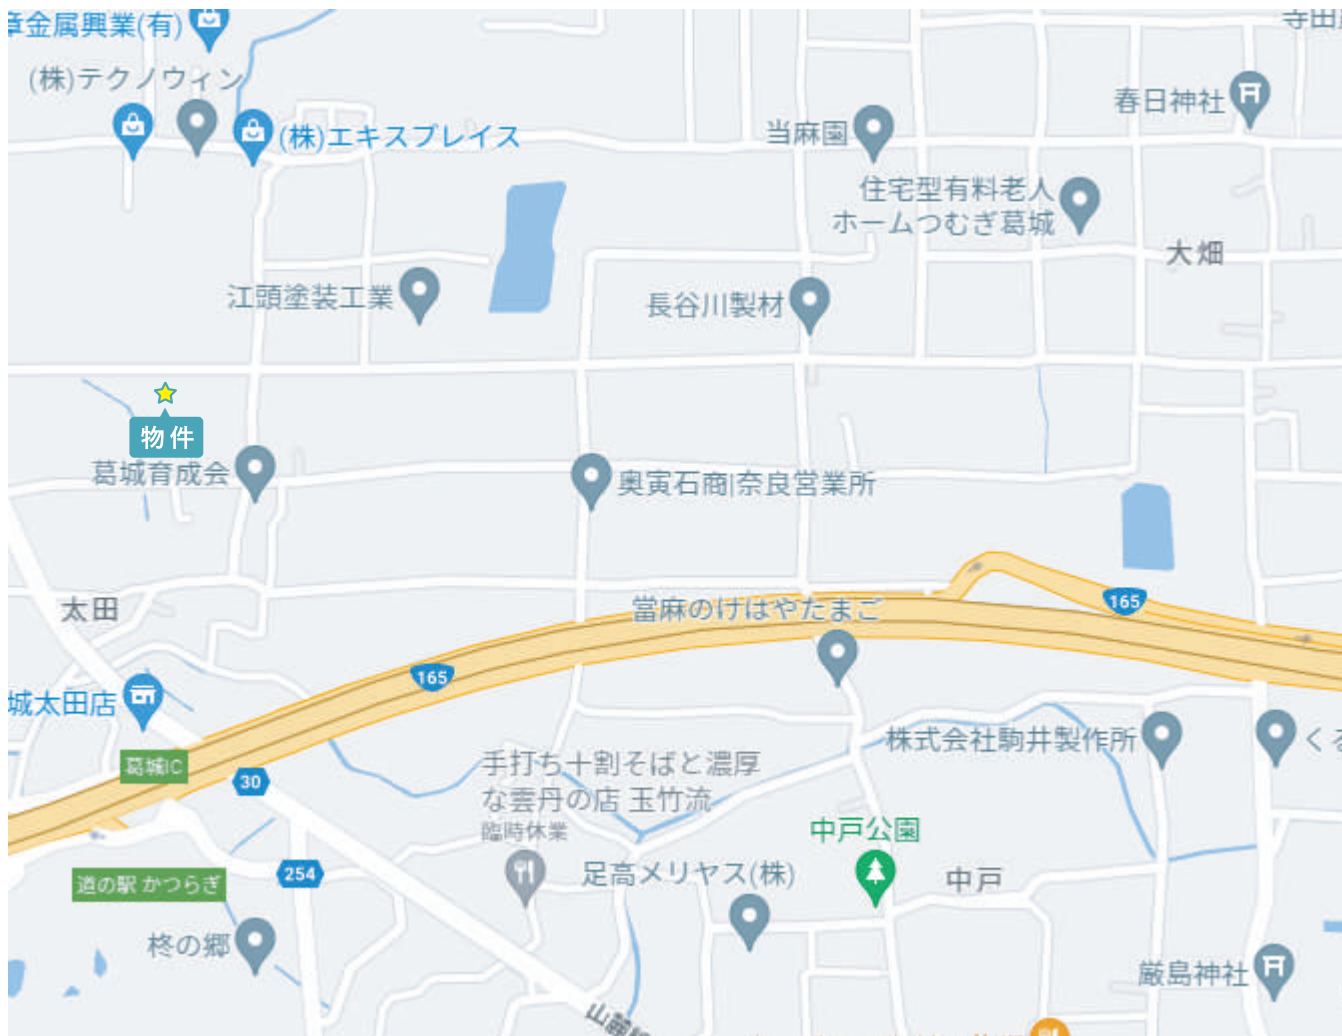 章金属興業(有)
寺田
(株)テクノウィン
(株)エキスプレイス
当麻園
春日神社
住宅型有料老人
ホームつむぎ葛城
大畑
江頭塗装工業
長谷川製材
物件
葛城育成会
奥寅石商|奈良営業所
太田
當麻のけはやたまご
165
165
城太田店
葛城IC
30
株式会社駒井製作所
くる
手打ち十割そばと濃厚
な雲丹の店 玉竹流
臨時休業
中戸公園
254
道の駅 かつらぎ
足高メリヤス(株)
中戸
柊の郷
厳島神社
山麓